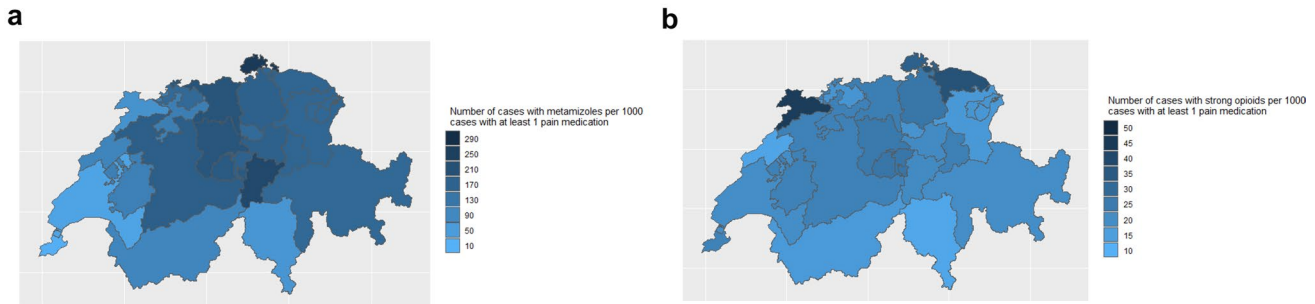 a
Number of cases with metamizoles per 1000
cases with at least 1 pain medication
290
250
210
170
130
90
50
10
b
Number of cases with strong opioids per 1000
cases with at least 1 pain medication
50
45
40
35
30
25
20
15
10